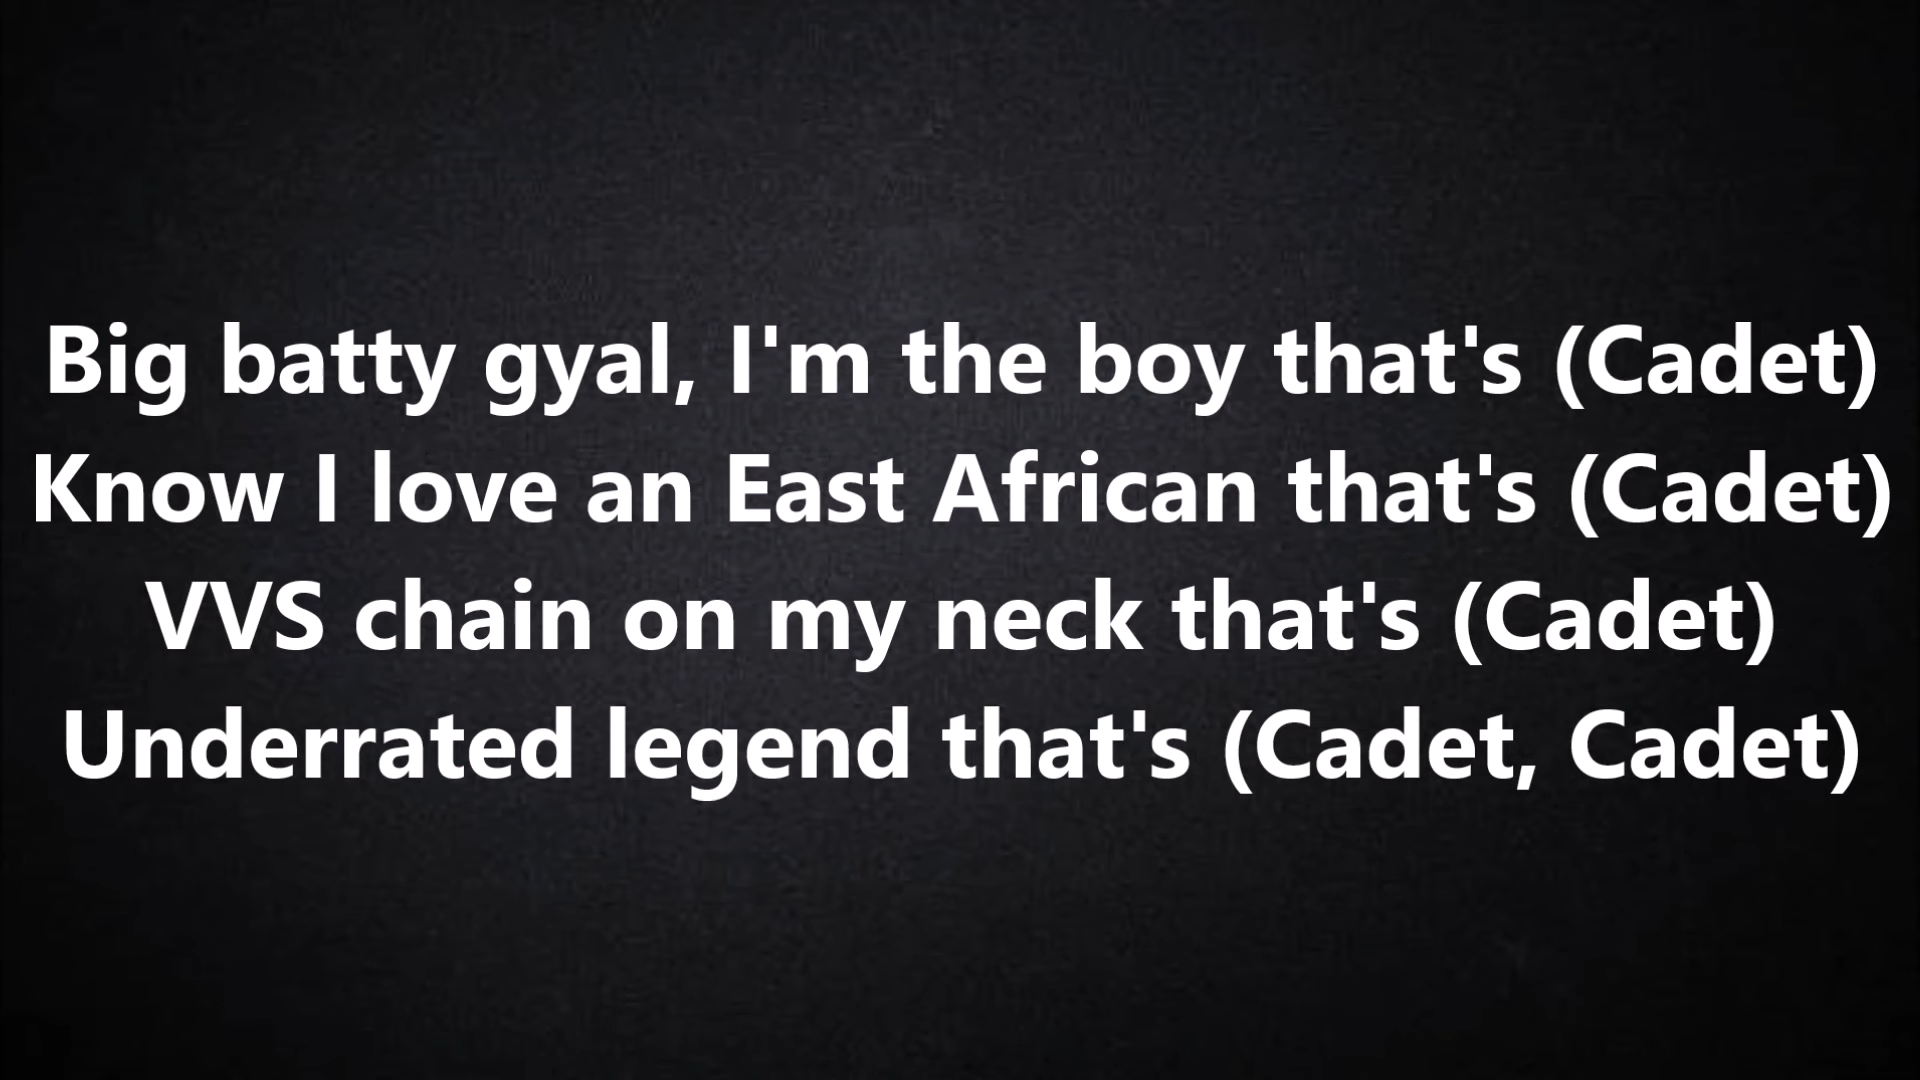 Big batty gyal, I'm the boy that's (Cadet)
Know I love an East African that's (Cadet)
VVS chain on my neck that's (Cadet)
Underrated legend that's (Cadet, Cadet)